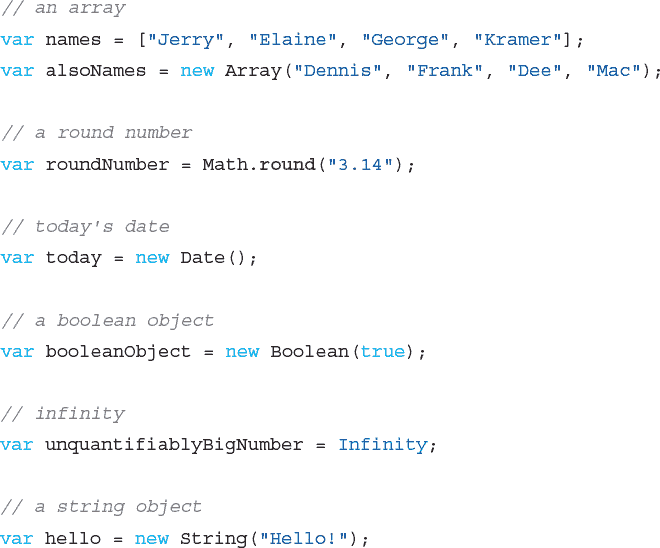 // an array
var names = ["Jerry", "Elaine", "George", "Kramer"];
var alsoNames = new Array("Dennis", "Frank", "Dee", "Mac");
// a round number
var roundNumber = Math.round("3.14");
// today's date
var today = new Date();
// a boolean object
var booleanObject = new Boolean(true);
// infinity
var unquantifiablyBigNumber = Infinity;
// a string object
var hello = new String("Hello!");